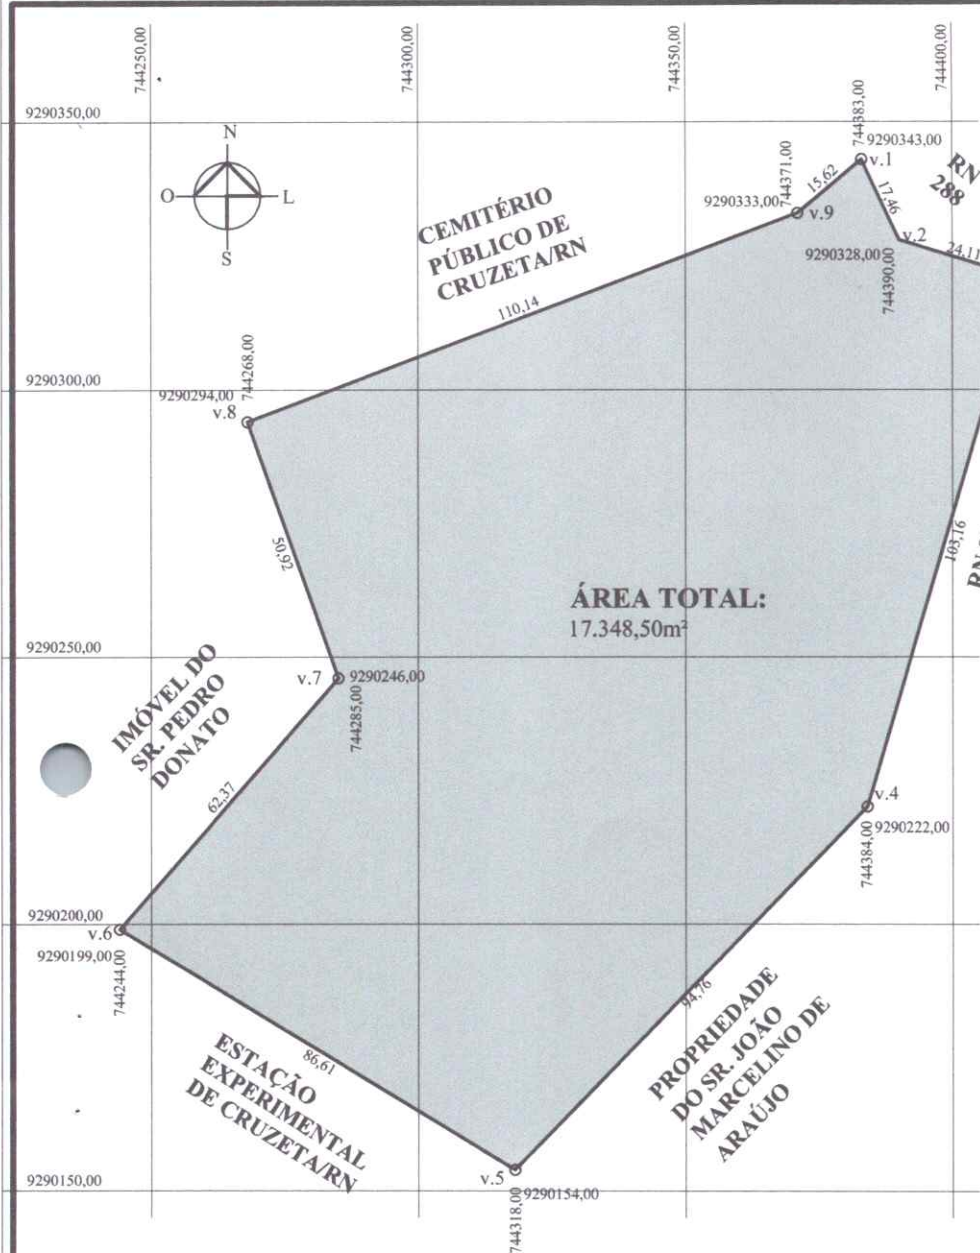 744250,00
744300,00
744350,00
744400,00
9290350,00
N
O
L
S
CEMITÉRIO
PÚBLICO DE
CRUZETA/RN
744371,00
744383,00
9290343,00
v.1
15,62
17,46
RN
288
9290333,00
v.9
v.2
9290328,00
744390,00
24,11
110,14
744268,00
9290300,00
9290294,00
v.8
50,92
103,16
ÁREA TOTAL:
17.348,50m²
9290250,00
v.7
9290246,00
744285,00
IMÓVEL DO
SR. PEDRO
DONATO
62,37
v.4
9290222,00
744384,00
9290200,00
v.6
9290199,00
744244,00
94,76
PROPRIEDADE
DO SR. JOÃO
MARCELINO DE
ARAÚJO
86,61
ESTAÇÃO
EXPERIMENTAL
DE CRUZETA/RN
9290150,00
v.5
9290154,00
744318,00